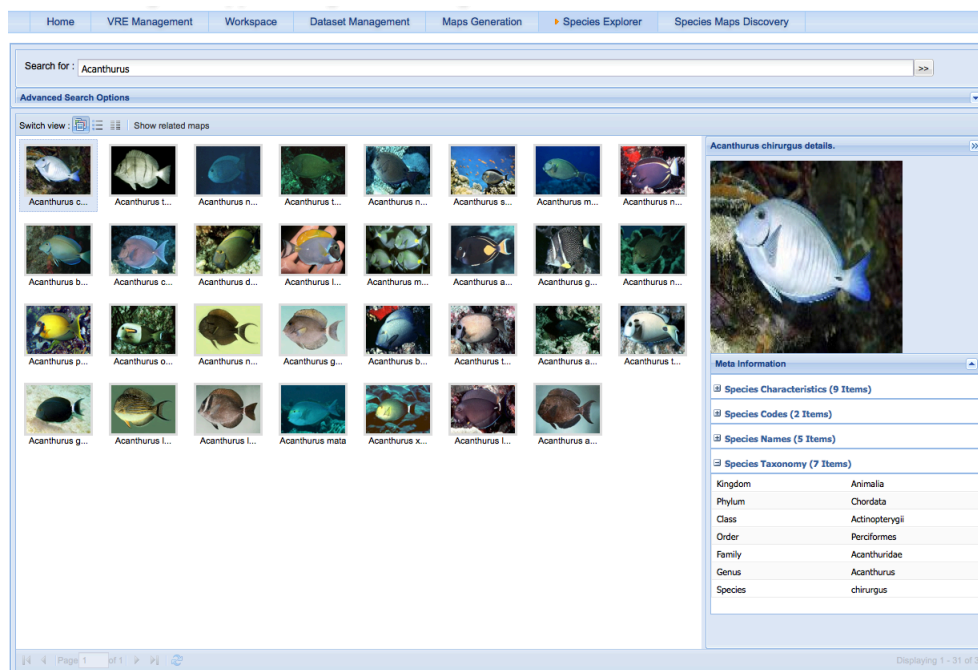 Home VRE Management Workspace Dataset Management Maps Generation Species Explorer Species Maps Discovery
Search for : Acanthurus >>
Advanced Search Options
Switch view : Show related maps
Acanthurus c... Acanthurus t... Acanthurus n... Acanthurus t... Acanthurus n... Acanthurus s... Acanthurus m... Acanthurus n...
Acanthurus b... Acanthurus c... Acanthurus d... Acanthurus l... Acanthurus m... Acanthurus a... Acanthurus g... Acanthurus n...
Acanthurus p... Acanthurus o... Acanthurus n... Acanthurus g... Acanthurus b... Acanthurus t... Acanthurus a... Acanthurus t...
Acanthurus g... Acanthurus l... Acanthurus l... Acanthurus mata Acanthurus x... Acanthurus l... Acanthurus a...
Page 1 of 1
Acanthurus chirurgus details.
Meta Information
Species Characteristics (9 Items)
Species Codes (2 Items)
Species Names (5 Items)
Species Taxonomy (7 Items)
Kingdom Animalia
Phylum Chordata
Class Actinopterygii
Order Perciformes
Family Acanthuridae
Genus Acanthurus
Species chirurgus
Displaying 1 - 31 of